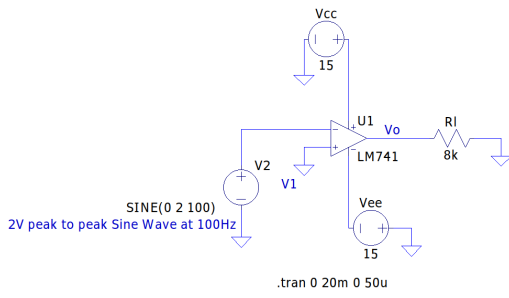 Vcc
15
U1
Vo
LM741
Rl
8k
V2
V1
SINE(0 2 100)
2V peak to peak Sine Wave at 100Hz
Vee
15
.tran 0 20m 0 50u